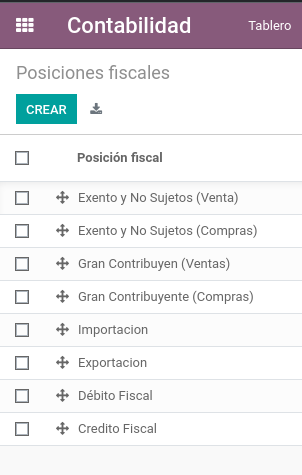 Contabilidad
Tablero
Posiciones fiscales
CREAR
Posición fiscal
Exento y No Sujetos (Venta)
Exento y No Sujetos (Compras)
Gran Contribuyen (Ventas)
Gran Contribuyente (Compras)
Importacion
Exportacion
Débito Fiscal
Credito Fiscal